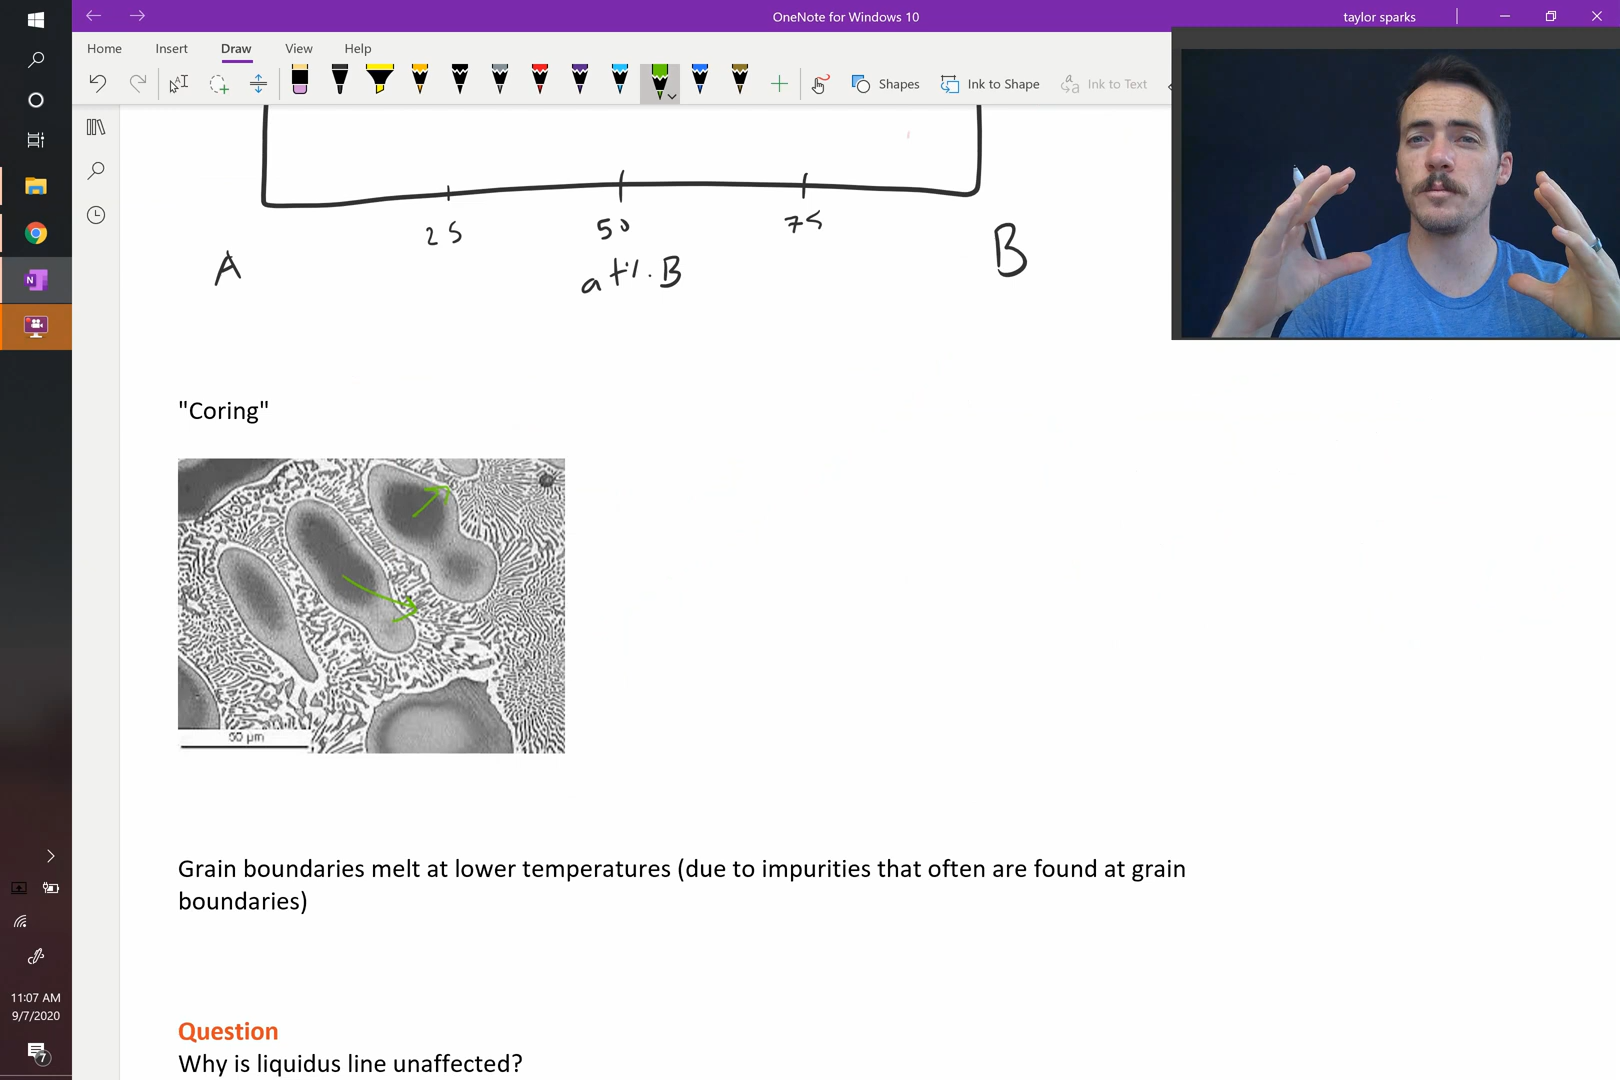 OneNote for Windows 10
taylor sparks
Home Insert Draw View Help
Shapes Ink to Shape Ink to Text
25 50 75
A at%. B B
"Coring"
50 µm
Grain boundaries melt at lower temperatures (due to impurities that often are found at grain
boundaries)
Question
Why is liquidus line unaffected?
11:07 AM
9/7/2020
7